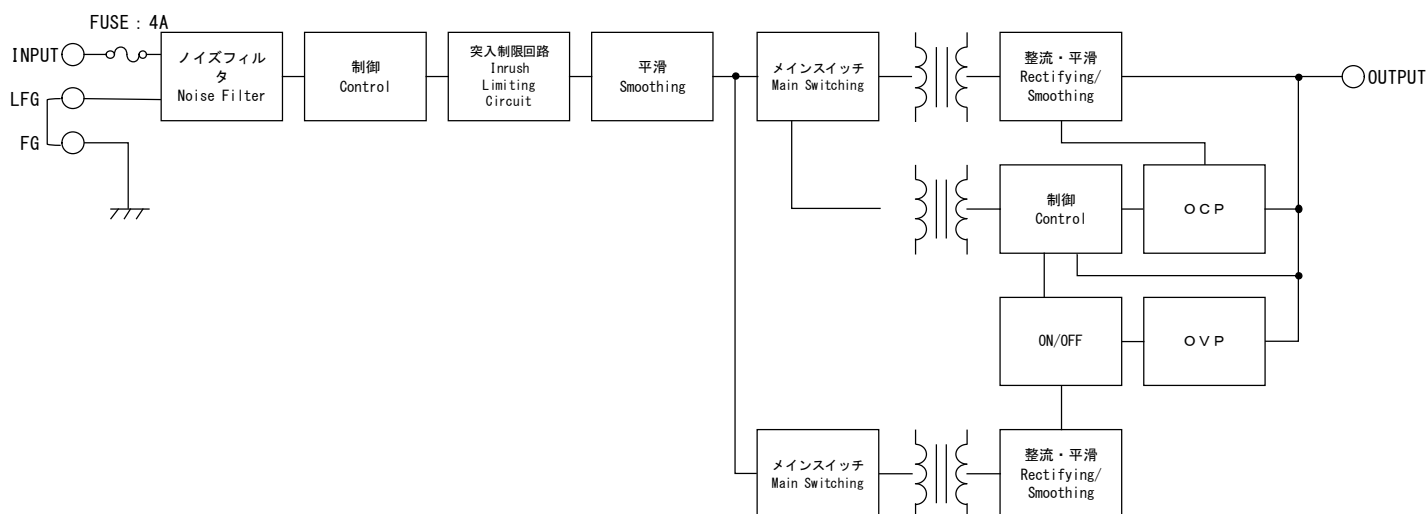 FUSE : 4A
INPUT
LFG
FG
ノイズフィル
タ
Noise Filter
制御
Control
突入制限回路
Inrush
Limiting
Circuit
平滑
Smoothing
メインスイッチ
Main Switching
整流・平滑
Rectifying/
Smoothing
OUTPUT
制御
Control
ＯＣＰ
ON/OFF
ＯＶＰ
メインスイッチ
Main Switching
整流・平滑
Rectifying/
Smoothing